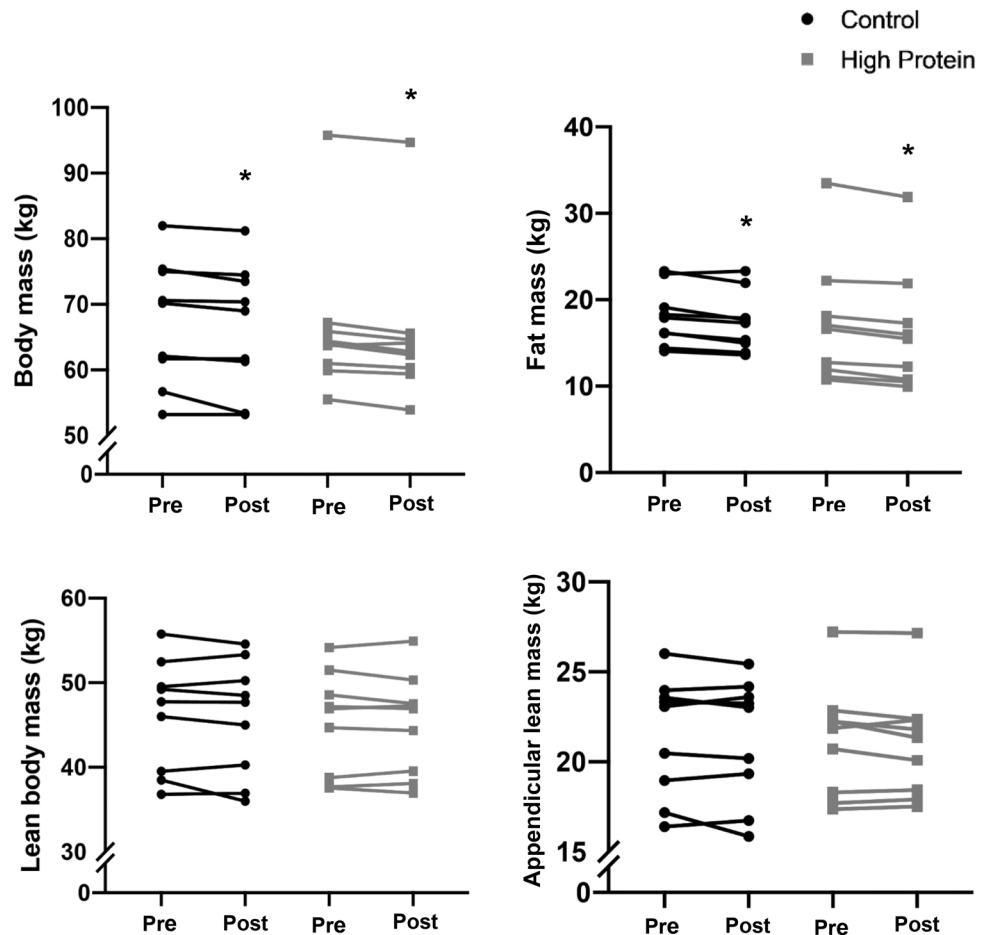 Control
High Protein
Body mass (kg)
100
90
80
70
60
50
0
*
*
Pre
Post
Pre
Post
Fat mass (kg)
40
30
20
10
0
*
*
Pre
Post
Pre
Post
Lean body mass (kg)
60
50
40
30
0
Pre
Post
Pre
Post
Appendicular lean mass (kg)
30
25
20
15
0
Pre
Post
Pre
Post